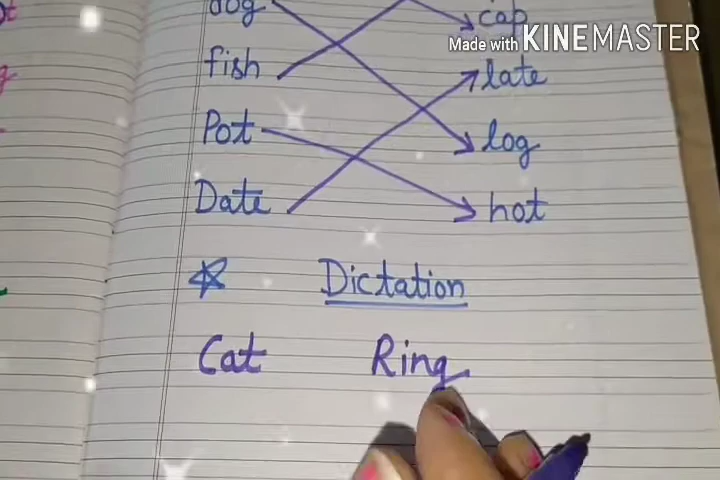 dog cap
Made with KINEMASTER
fish late
Pot log
Date hot
Dictation
Cat Ring